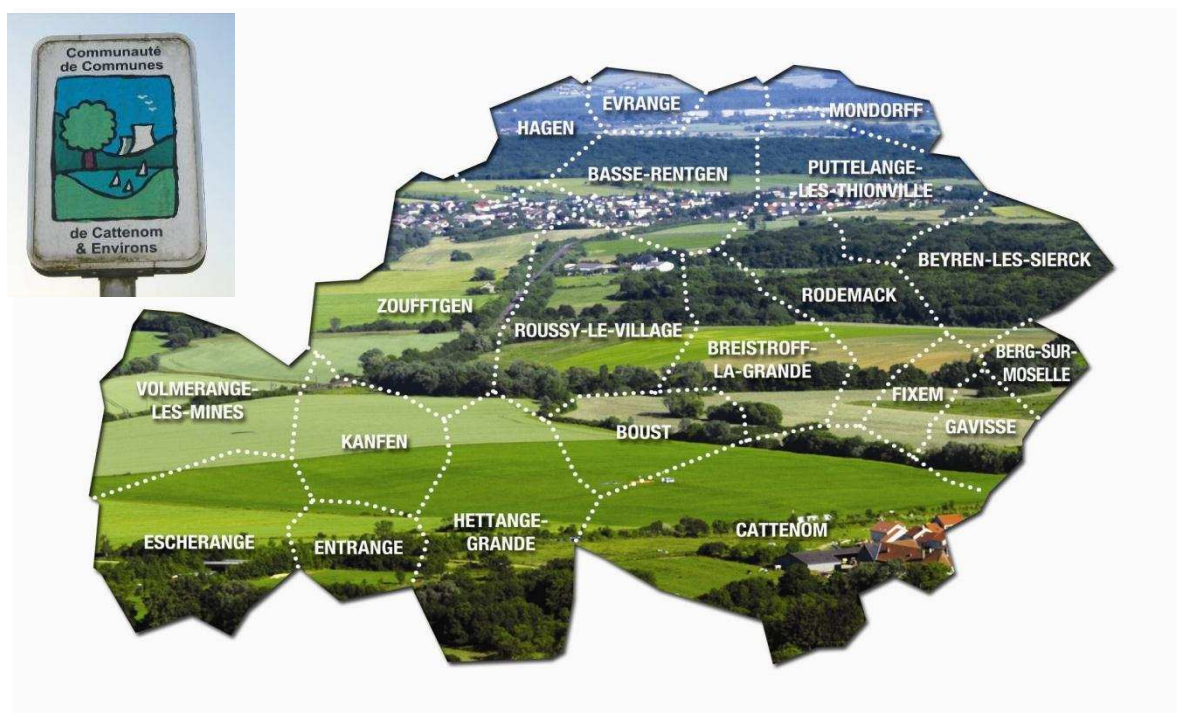 Communauté
de Communes
de Cattenom
& Environs
EVRANGE
MONDORFF
HAGEN
BASSE-RENTGEN
PUTTELANGE-
LES-THIONVILLE
BEYREN-LES-SIERCK
RODEMACK
ZOUFFTGEN
ROUSSY-LE-VILLAGE
BREISTROFF-
LA-GRANDE
BERG-SUR-
MOSELLE
VOLMERANGE-
LES-MINES
FIXEM
GAVISSE
BOUST
KANFEN
HETTANGE-
GRANDE
CATTENOM
ESCHERANGE
ENTRANGE